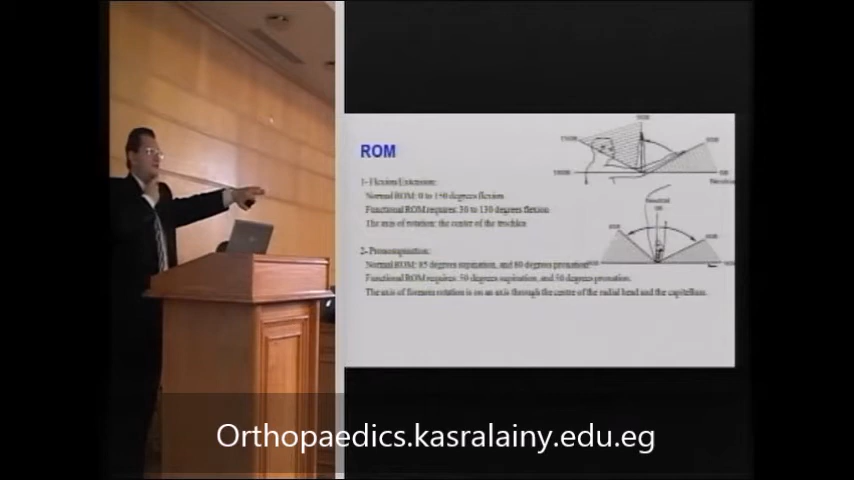 ROM
1- Flexion/Extension:
Normal ROM: 0 to 150 degrees flexion.
Functional ROM requires: 30 to 130 degrees flexion
The axis of rotation: the center of the trochlea
Neutral
2- Pronosupination:
Normal ROM: 85 degrees supination, and 80 degrees pronation
Functional ROM requires: 50 degrees supination, and 50 degrees pronation.
The axis of forearm rotation is on an axis through the centre of the radial head and the capitellum.
Neutral
Orthopaedics.kasralainy.edu.eg